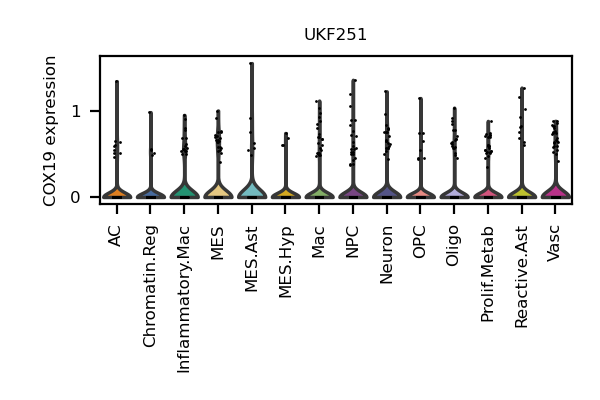 UKF251
COX19 expression
1
0
AC
Chromatin.Reg
Inflammatory.Mac
MES
MES.Ast
MES.Hyp
Mac
NPC
Neuron
OPC
Oligo
Prolif.Metab
Reactive.Ast
Vasc